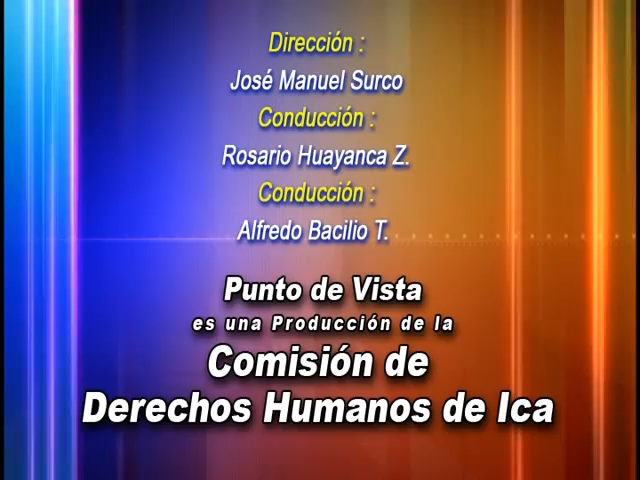 Dirección :
José Manuel Surco
Conducción :
Rosario Huayanca Z.
Conducción :
Alfredo Bacilio T.
Punto de Vista
es una Producción de la
Comisión de
Derechos Humanos de Ica